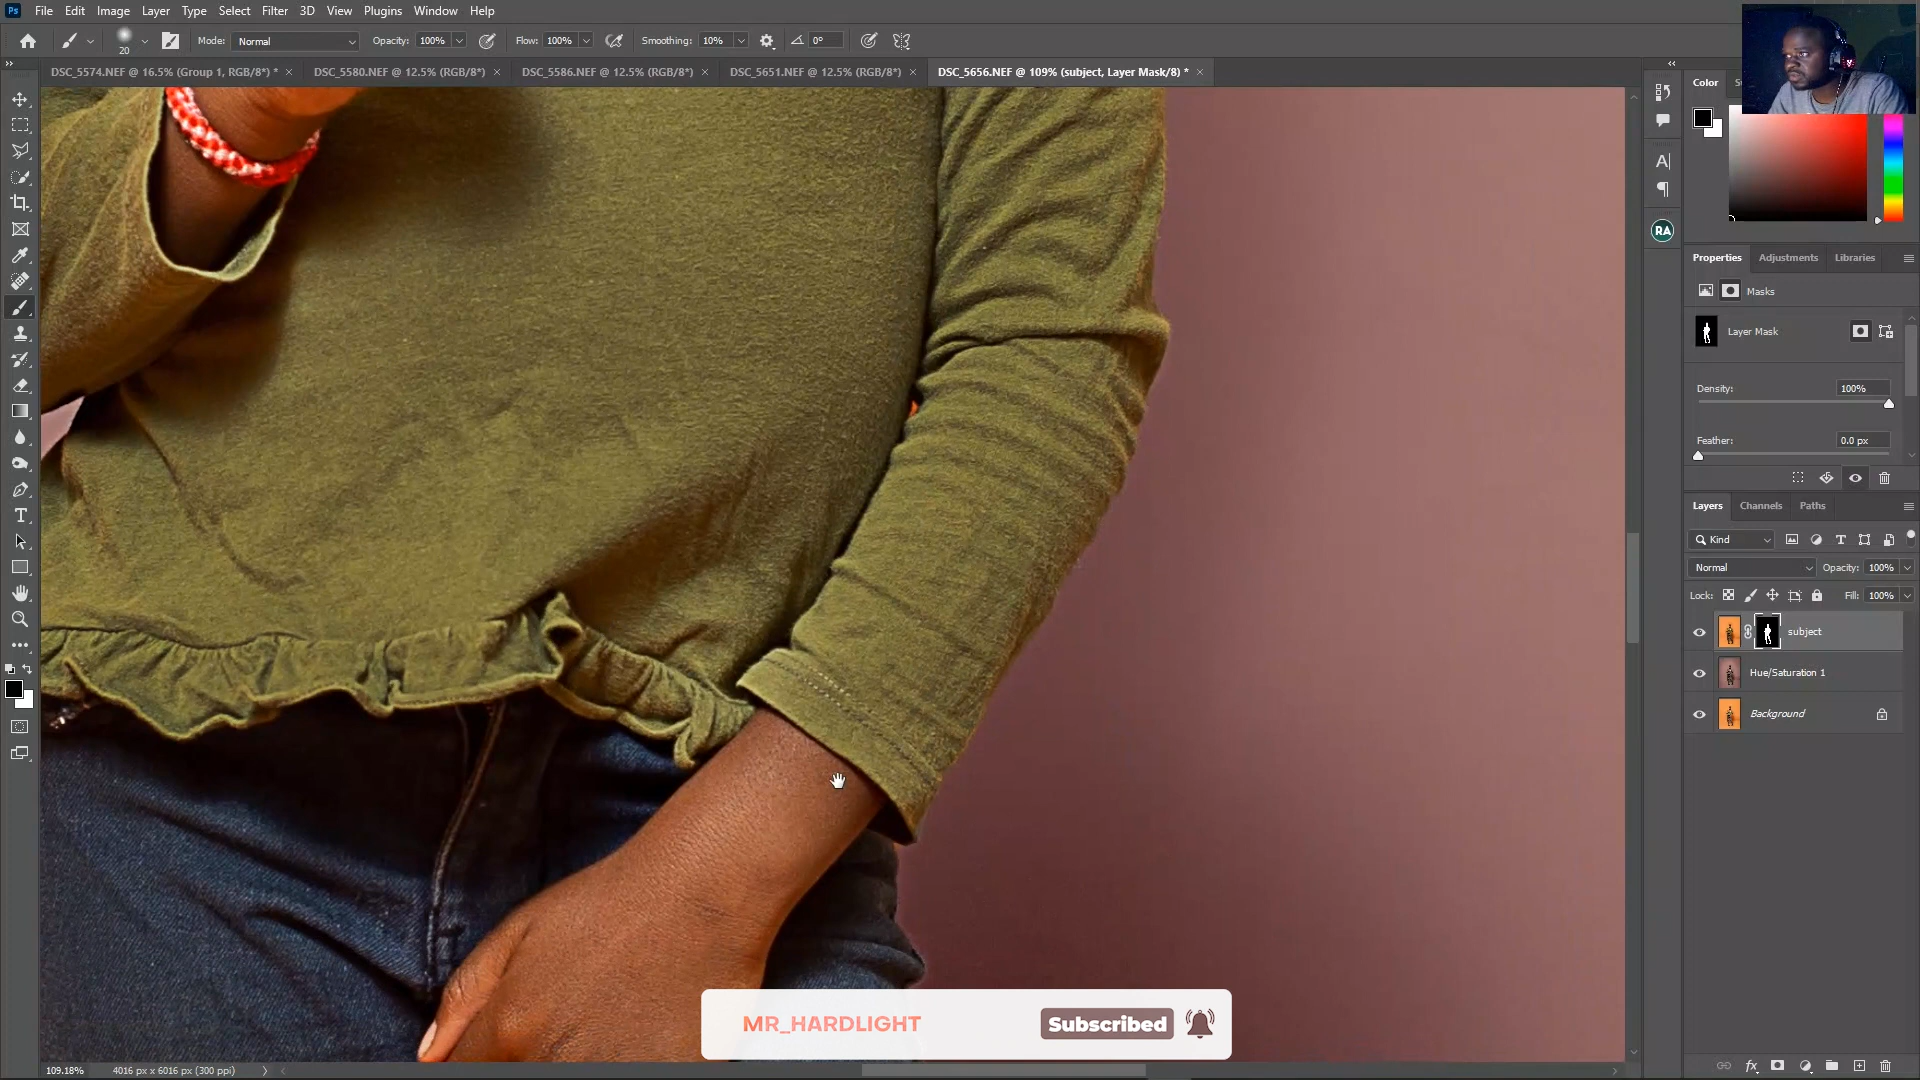 Ps File Edit Image Layer Type Select Filter 3D View Plugins Window Help
20 Mode: Normal Opacity: 100% Flow: 100% Smoothing: 10% 0°
DSC_5574.NEF @ 16.5% (Group 1, RGB/8*) * DSC_5580.NEF @ 12.5% (RGB/8*) DSC_5586.NEF @ 12.5% (RGB/8*) DSC_5651.NEF @ 12.5% (RGB/8*) DSC_5656.NEF @ 109% (subject, Layer Mask/8) *
Color
RA
Properties Adjustments Libraries
Masks
Layer Mask
Density: 100%
Feather: 0.0 px
Layers Channels Paths
Kind
Normal Opacity: 100%
Lock: Fill: 100%
subject
Hue/Saturation 1
Background
MR_HARDLIGHT Subscribed
109.18% 4016 px x 6016 px (300 ppi)